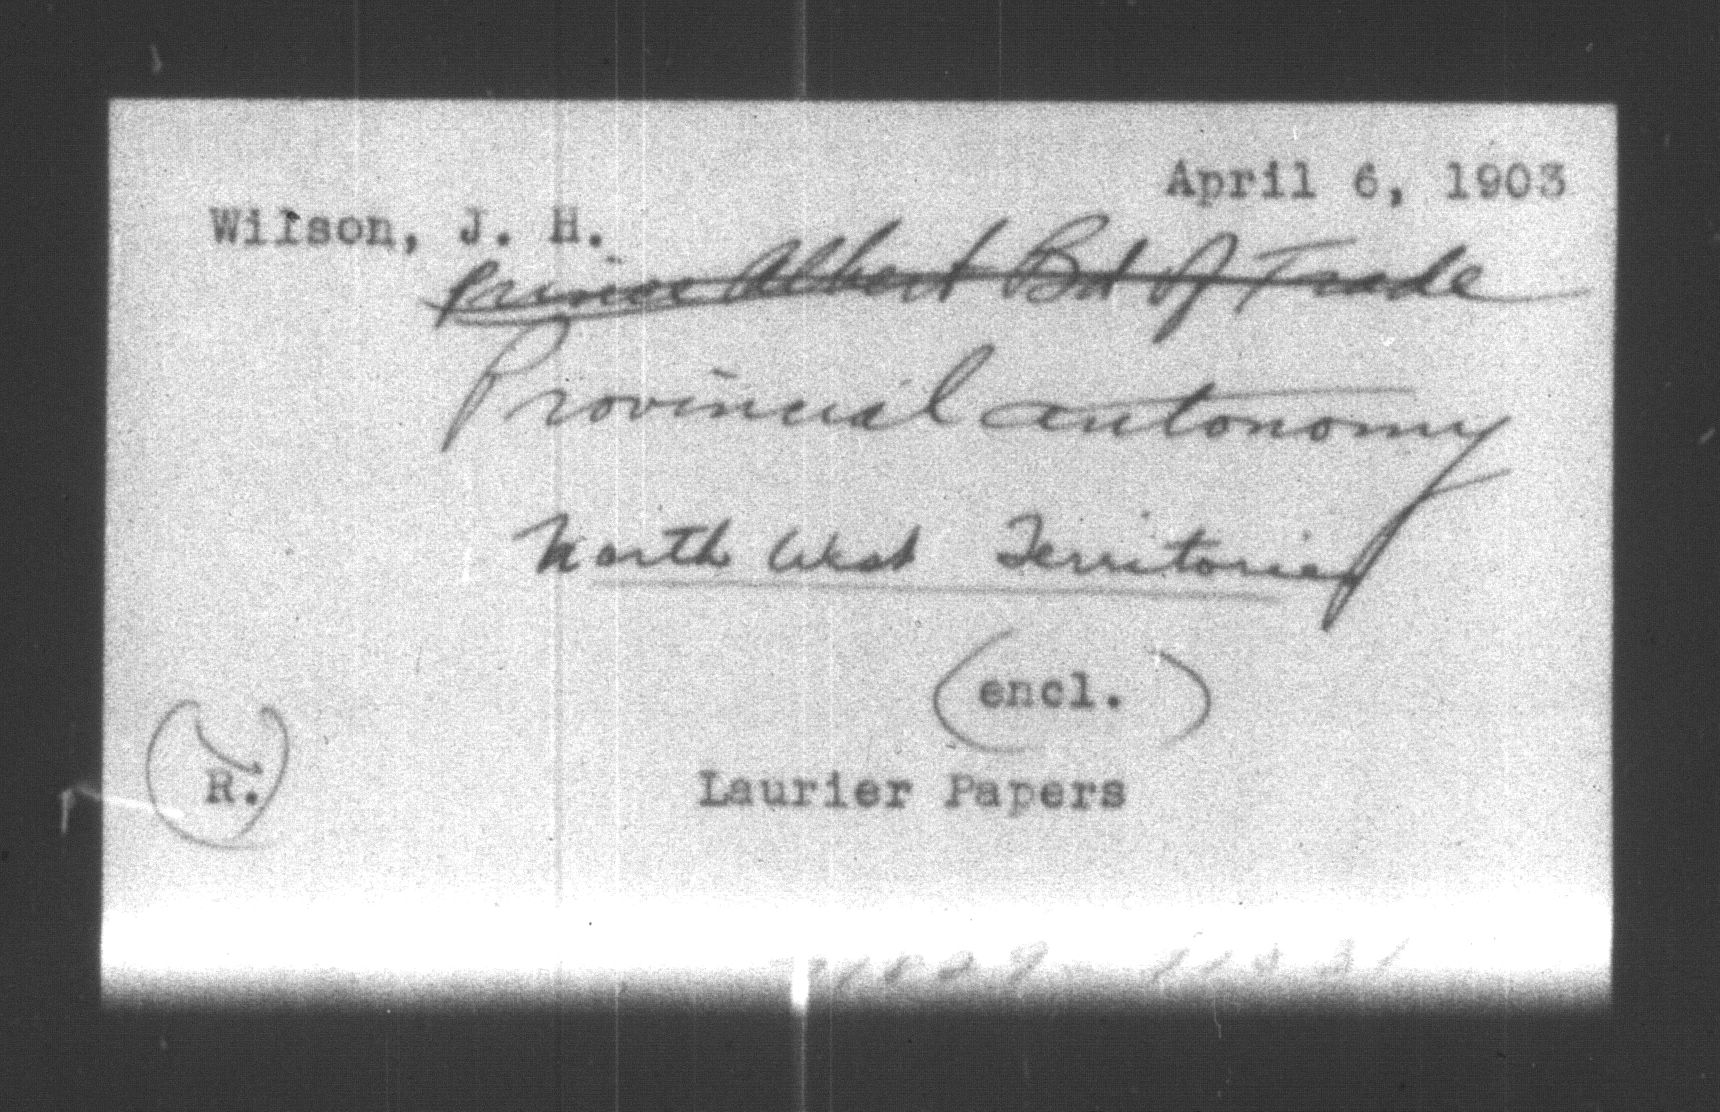 April 6, 1903
Wilson, J. H.
Prince Albert Bd of Trade
Provincial autonomy
North West Territories
(encl.)
(R.)
Laurier Papers